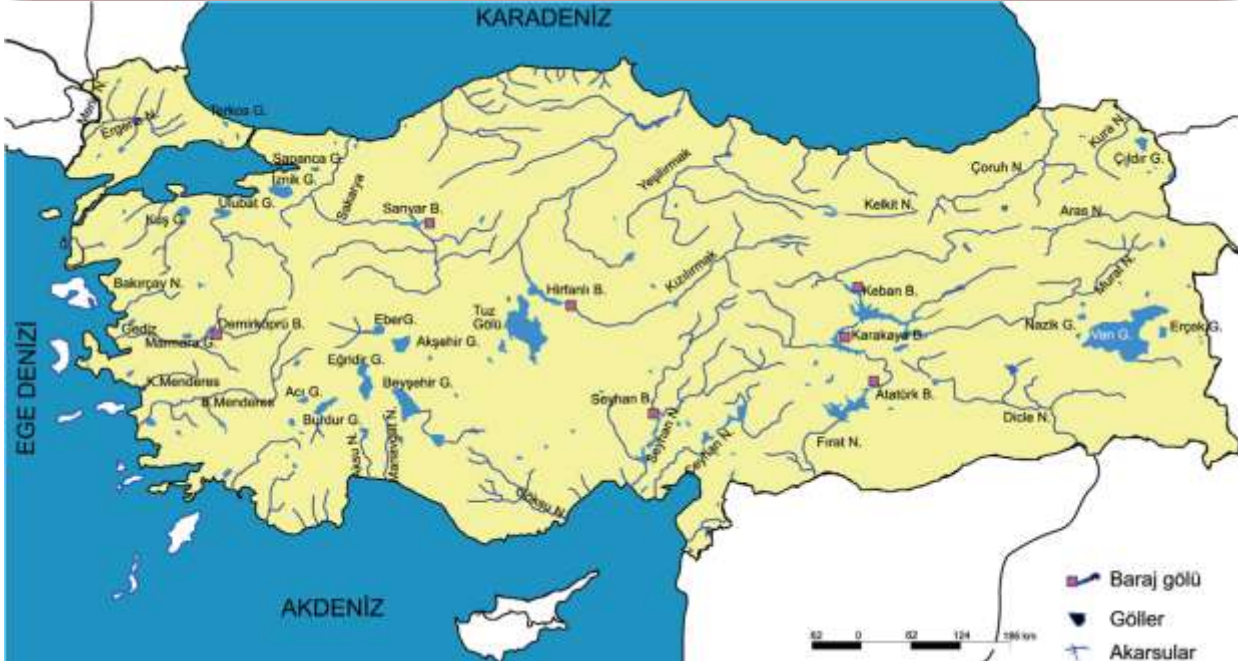 KARADENİZ
Meriç N.
Ergene N.
Terkos G.
Kura N.
Çıldır G.
Çoruh N.
Sapanca G.
İznik G.
Yeşilırmak
Sakarya
Kuş G.
Ulubat G.
Sarıyar B.
Kelkit N.
Aras N.
Bakırçay N.
Hirfanlı B.
Kızılırmak
Keban B.
Murat N.
Gediz
Demirköprü B.
Marmara G.
Eber G.
Akşehir G.
Tuz
Gölü
Karakaya B.
Nazik G.
Van G.
Erçek G.
EGE DENİZİ
Eğridir G.
K.Menderes
B.Menderes
Acı G.
Beyşehir G.
Burdur G.
Seyhan B.
Atatürk B.
Aksu N.
Manavgat N.
Seyhan N.
Seyhan N.
Fırat N.
Dicle N.
Göksu N.
AKDENİZ
Baraj gölü
Göller
Akarsular
62 0 62 124 186 km